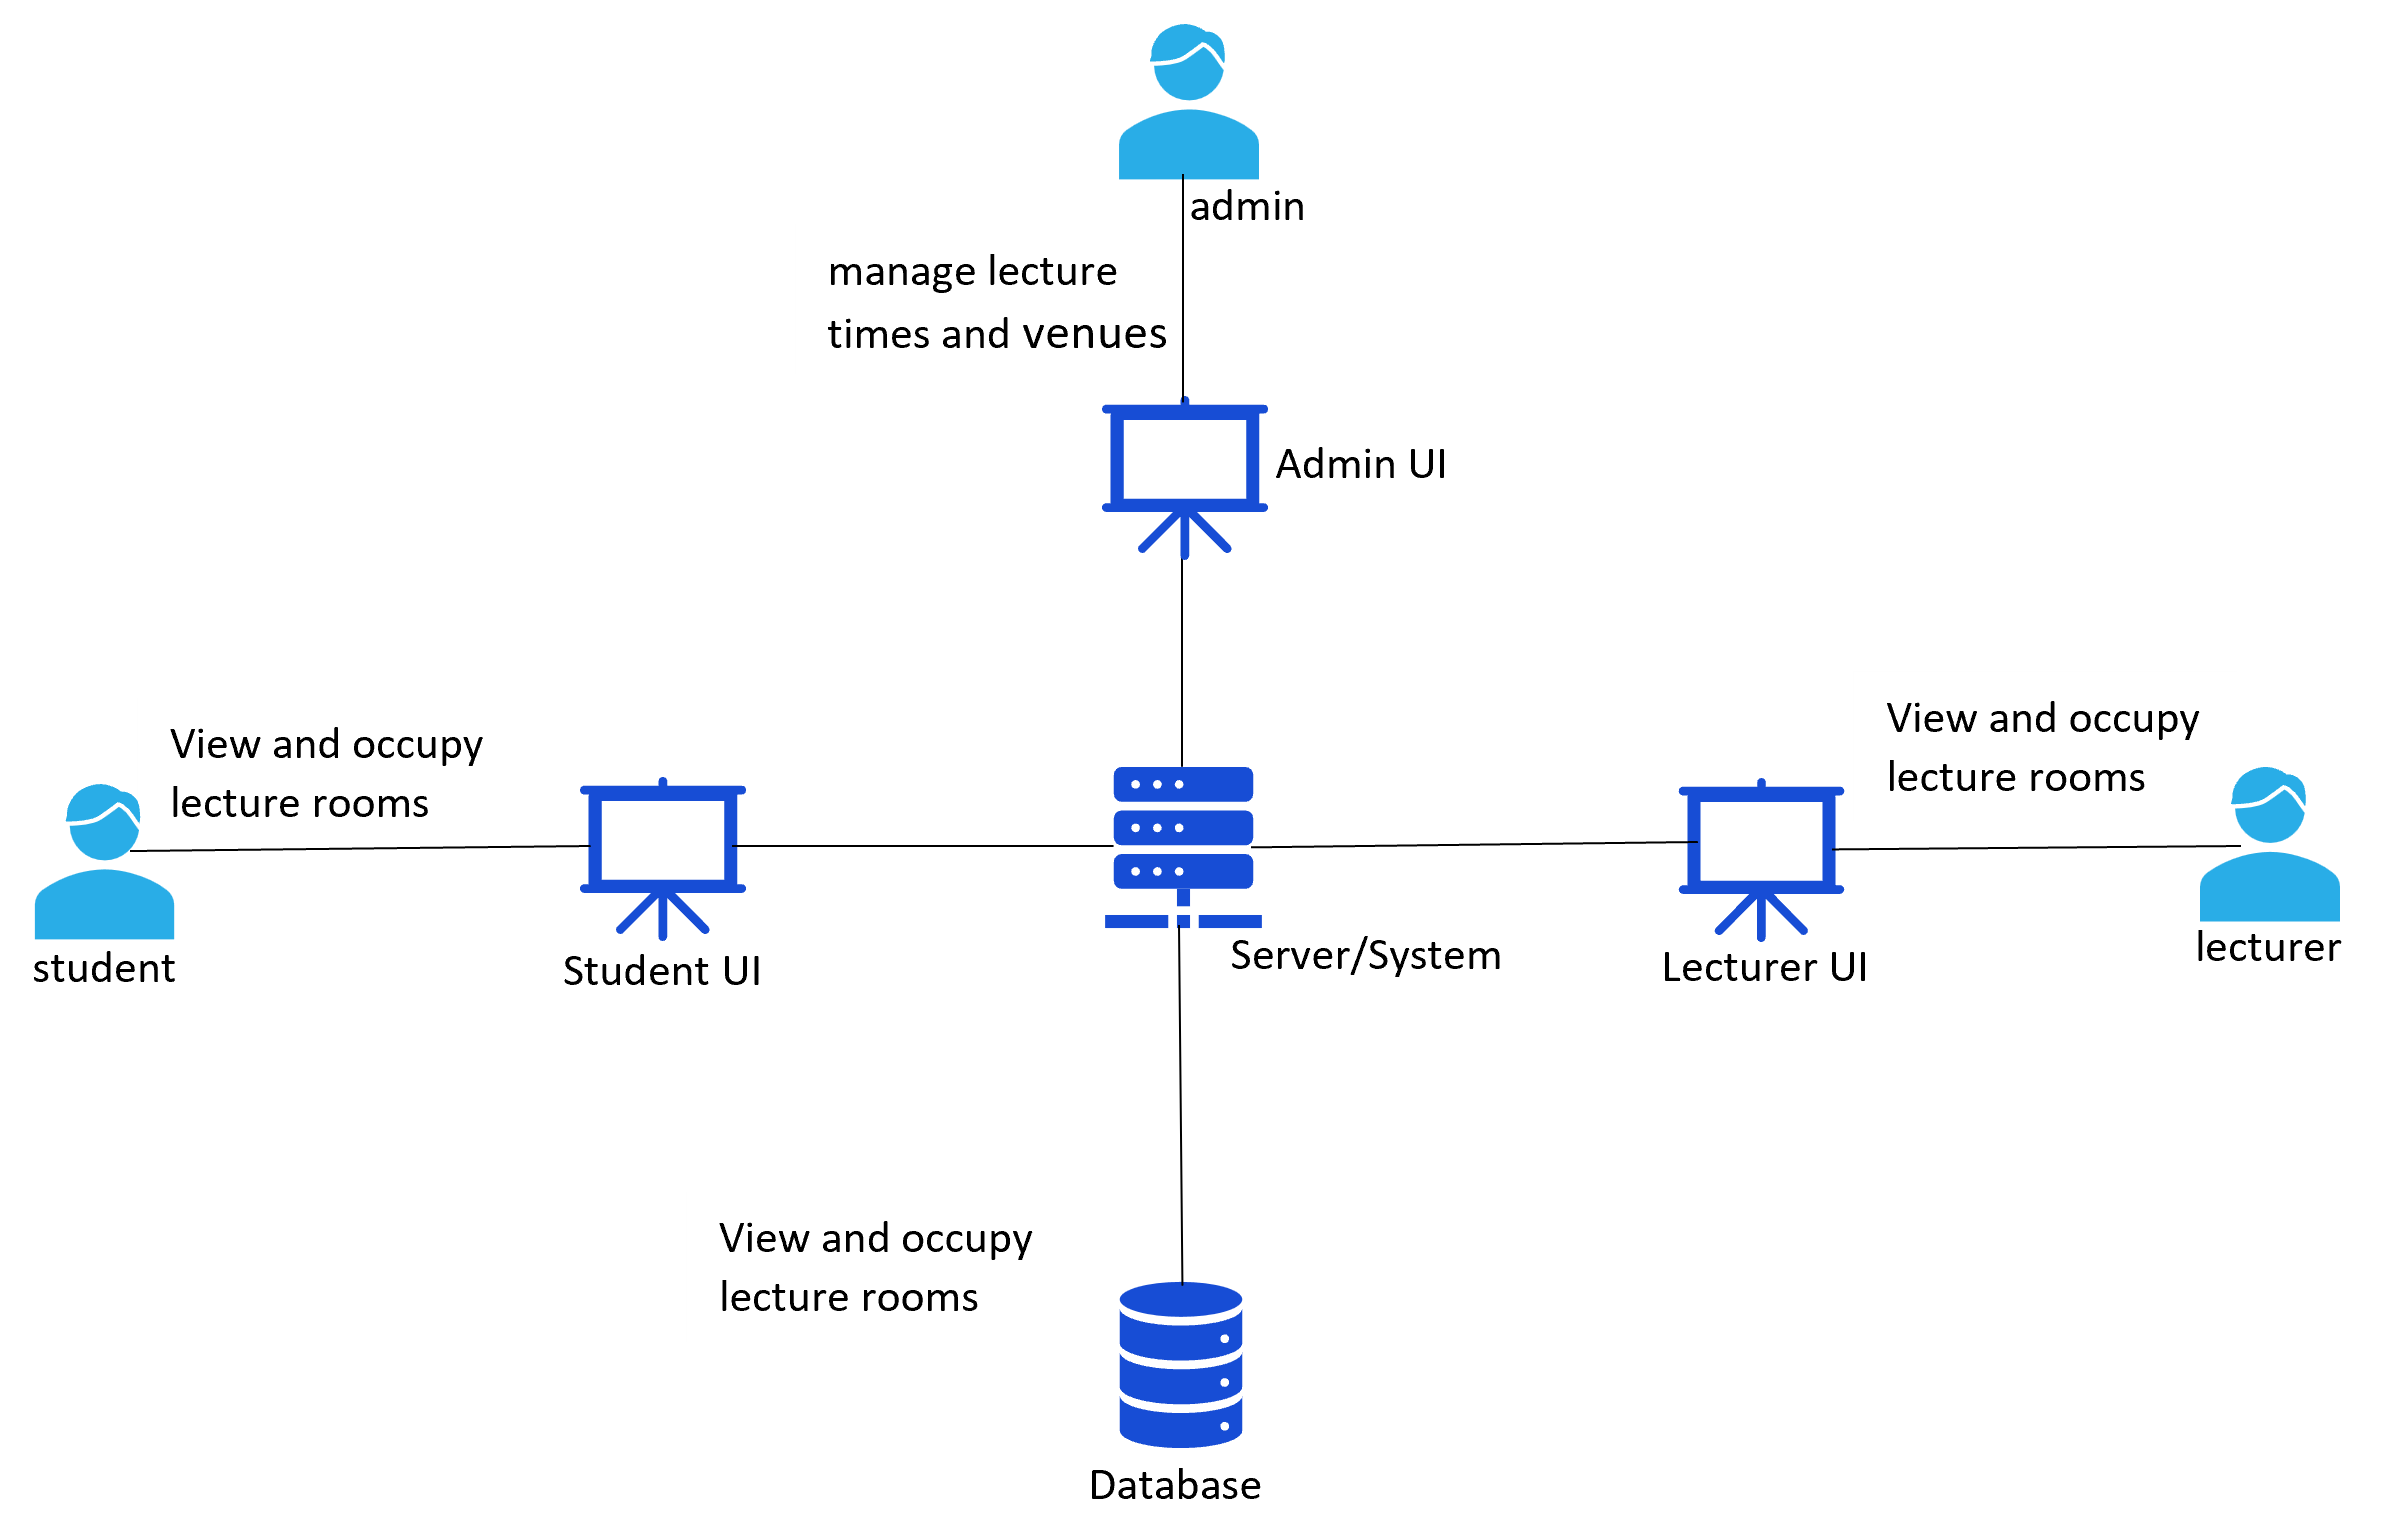 admin
manage lecture
times and venues
Admin UI
View and occupy
lecture rooms
View and occupy
lecture rooms
student
Student UI
Server/System
Lecturer UI
lecturer
View and occupy
lecture rooms
Database